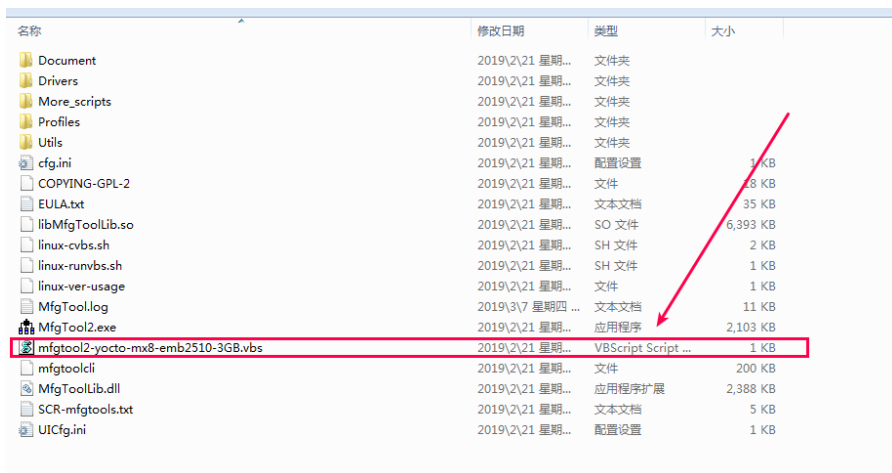 名称 修改日期 类型 大小
Document 2019\2\21 星期... 文件夹
Drivers 2019\2\21 星期... 文件夹
More_scripts 2019\2\21 星期... 文件夹
Profiles 2019\2\21 星期... 文件夹
Utils 2019\2\21 星期... 文件夹
cfg.ini 2019\2\21 星期... 配置设置 1 KB
COPYING-GPL-2 2019\2\21 星期... 文件 18 KB
EULA.txt 2019\2\21 星期... 文本文档 35 KB
libMfgToolLib.so 2019\2\21 星期... SO 文件 6,393 KB
linux-cvbs.sh 2019\2\21 星期... SH 文件 2 KB
linux-runvbs.sh 2019\2\21 星期... SH 文件 1 KB
linux-ver-usage 2019\2\21 星期... 文件 1 KB
MfgTool.log 2019\3\7 星期四 ... 文本文档 11 KB
MfgTool2.exe 2019\2\21 星期... 应用程序 2,103 KB
mfgtool2-yocto-mx8-emb2510-3GB.vbs 2019\2\21 星期... VBScript Script ... 1 KB
mfgtoolcli 2019\2\21 星期... 文件 200 KB
MfgToolLib.dll 2019\2\21 星期... 应用程序扩展 2,388 KB
SCR-mfgtools.txt 2019\2\21 星期... 文本文档 5 KB
UICfg.ini 2019\2\21 星期... 配置设置 1 KB